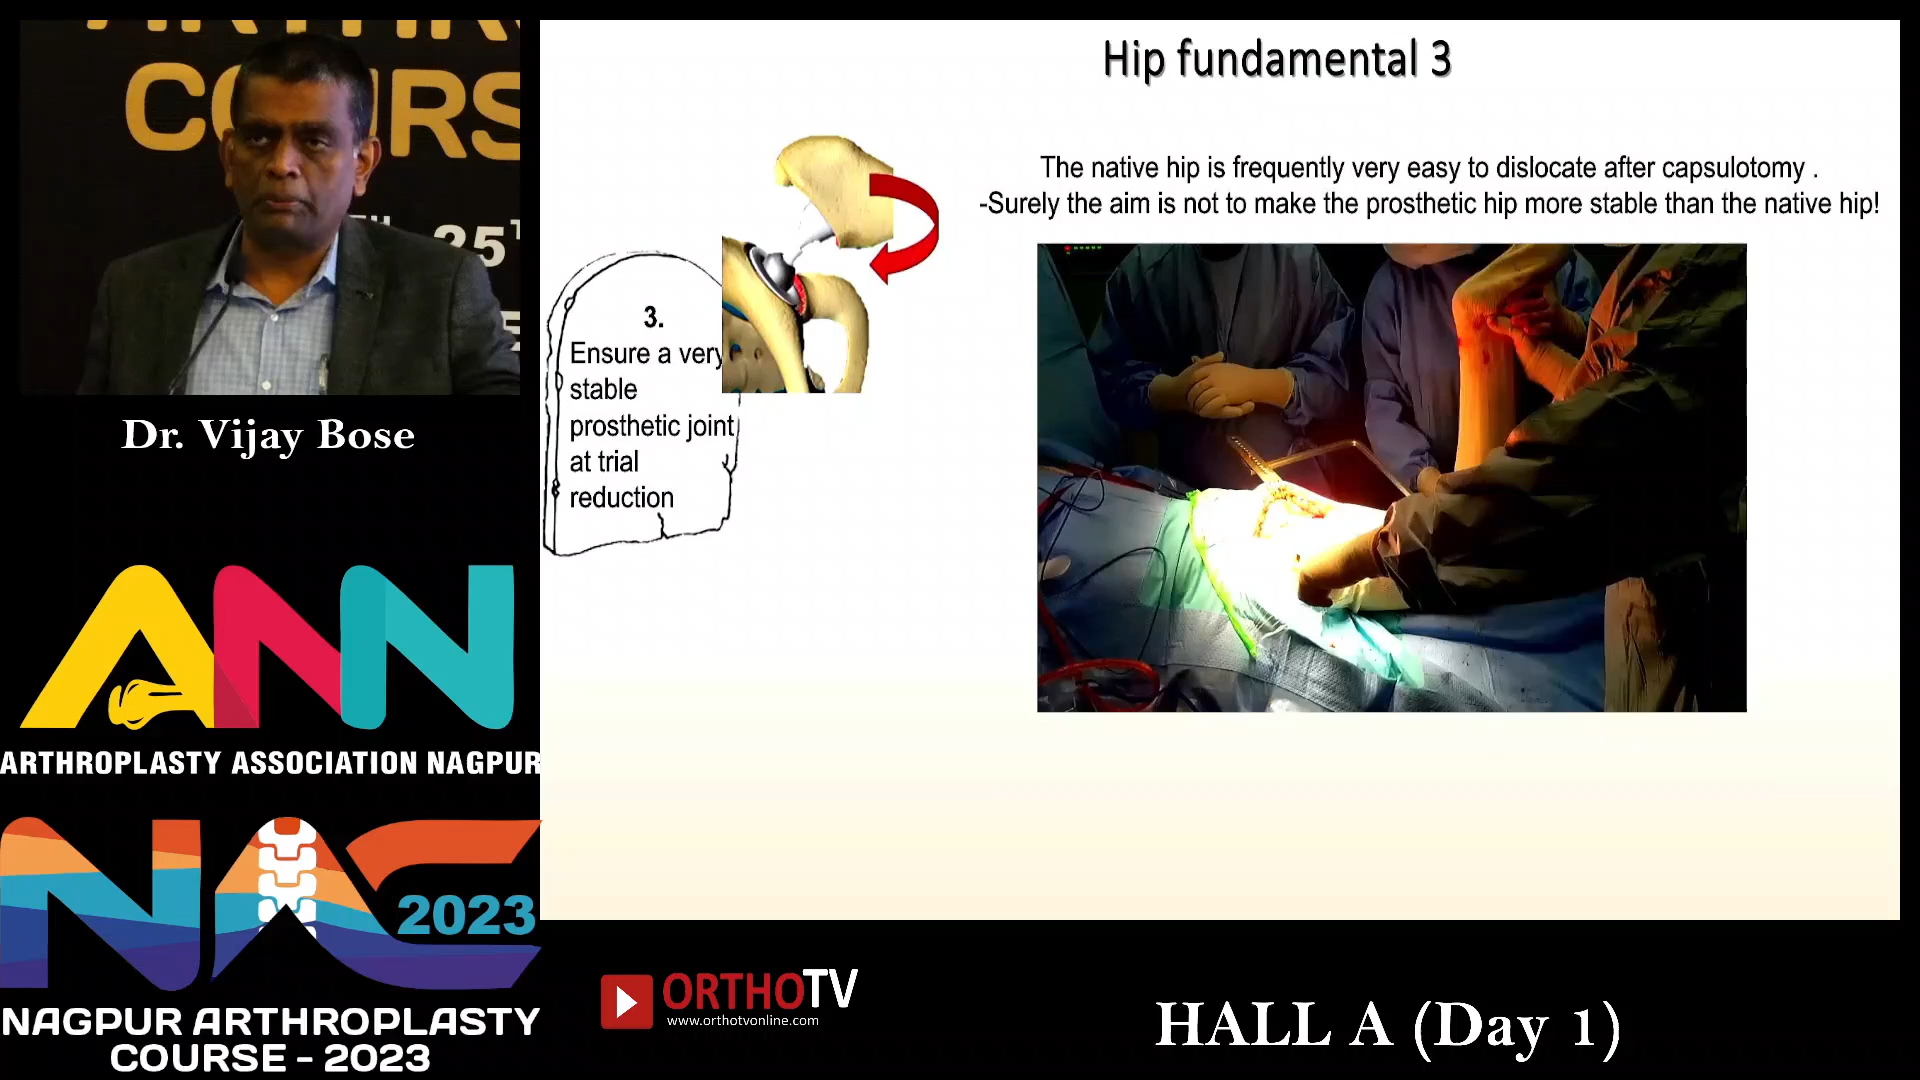 COURS
25T
Dr. Vijay Bose
ANN
ARTHROPLASTY ASSOCIATION NAGPUR
NAC
2023
NAGPUR ARTHROPLASTY
COURSE - 2023
Hip fundamental 3
The native hip is frequently very easy to dislocate after capsulotomy .
-Surely the aim is not to make the prosthetic hip more stable than the native hip!
3.
Ensure a very
stable
prosthetic joint
at trial
reduction
ORTHOTV
www.orthotvonline.com
HALL A (Day 1)